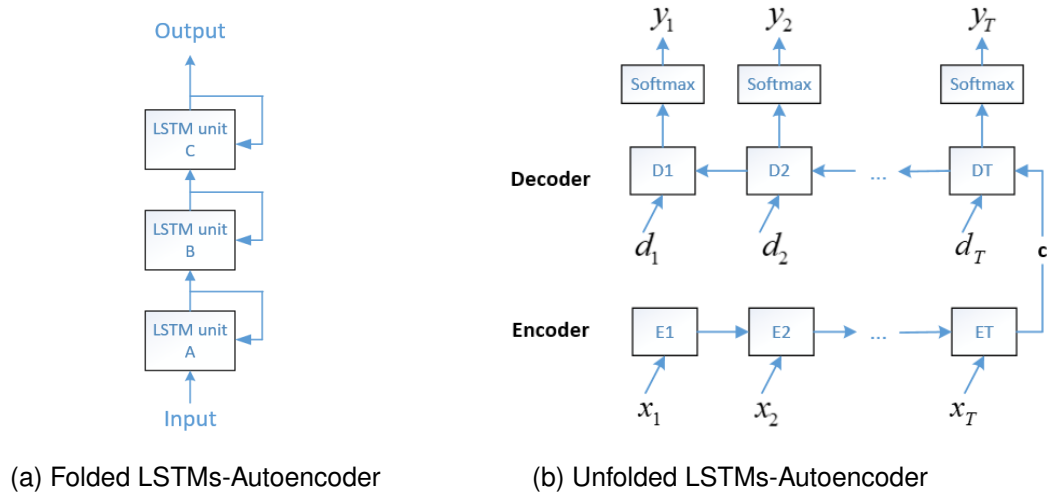 Output
LSTM unit
C
LSTM unit
B
LSTM unit
A
Input
(a) Folded LSTMs-Autoencoder
y1 y2 yT
Softmax Softmax Softmax
Decoder D1 D2 ... DT
d1 d2 dT
c
Encoder E1 E2 ... ET
x1 x2 xT
(b) Unfolded LSTMs-Autoencoder